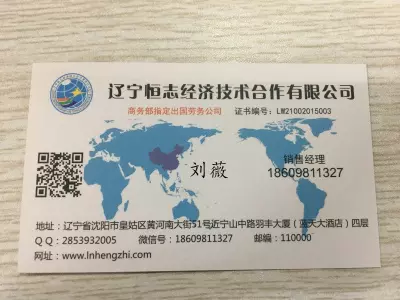 辽宁恒志经济技术合作有限公司
商务部指定出国劳务公司 证书编号：LW21002015003
刘薇
销售经理
18609811327
地址：辽宁省沈阳市皇姑区黄河南大街51号近宁山中路羽丰大厦（蓝天大酒店）四层
QQ：2853932005 微信号：18609811327 邮编：110000
网址：www.lnhengzhi.com